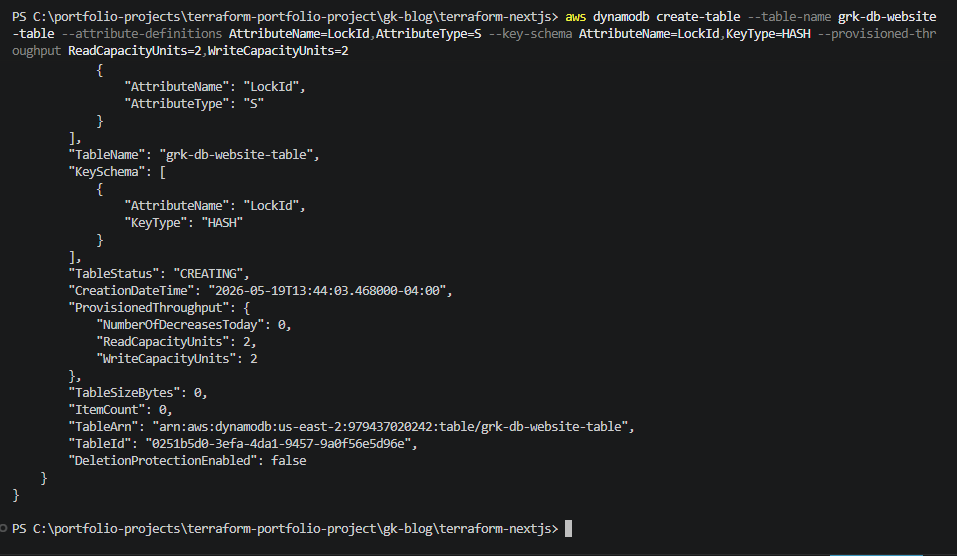 PS C:\portfolio-projects\terraform-portfolio-project\gk-blog\terraform-nextjs> aws dynamodb create-table --table-name grk-db-website
-table --attribute-definitions AttributeName=LockId,AttributeType=S --key-schema AttributeName=LockId,KeyType=HASH --provisioned-thr
oughput ReadCapacityUnits=2,WriteCapacityUnits=2
            {
                "AttributeName": "LockId",
                "AttributeType": "S"
            }
        ],
        "TableName": "grk-db-website-table",
        "KeySchema": [
            {
                "AttributeName": "LockId",
                "KeyType": "HASH"
            }
        ],
        "TableStatus": "CREATING",
        "CreationDateTime": "2026-05-19T13:44:03.468000-04:00",
        "ProvisionedThroughput": {
            "NumberOfDecreasesToday": 0,
            "ReadCapacityUnits": 2,
            "WriteCapacityUnits": 2
        },
        "TableSizeBytes": 0,
        "ItemCount": 0,
        "TableArn": "arn:aws:dynamodb:us-east-2:979437020242:table/grk-db-website-table",
        "TableId": "0251b5d0-3efa-4da1-9457-9a0f56e5d96e",
        "DeletionProtectionEnabled": false
    }
}
PS C:\portfolio-projects\terraform-portfolio-project\gk-blog\terraform-nextjs>